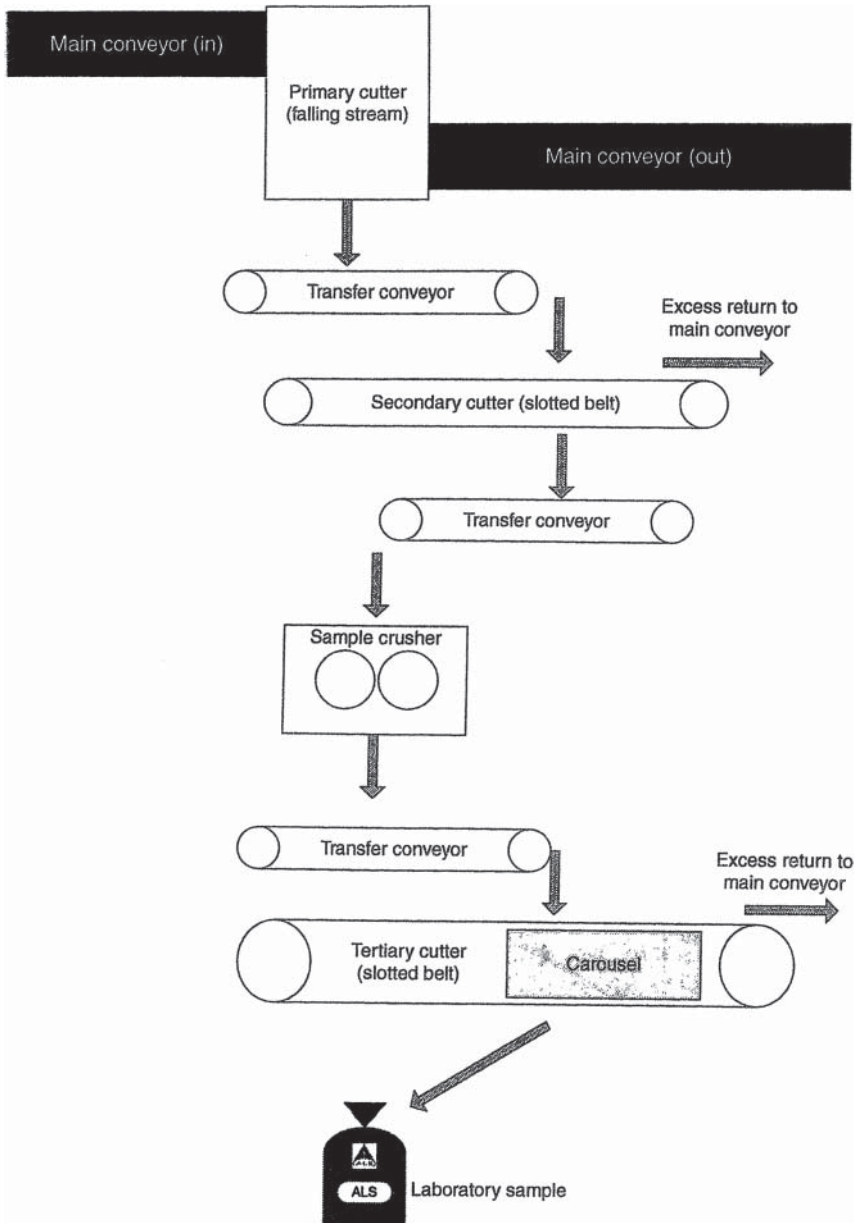 Main conveyor (in)
Primary cutter
(falling stream)
Main conveyor (out)
Transfer conveyor
Excess return to
main conveyor
Secondary cutter (slotted belt)
Transfer conveyor
Sample crusher
Transfer conveyor
Excess return to
main conveyor
Tertiary cutter
(slotted belt)
Carousel
ALS
Laboratory sample